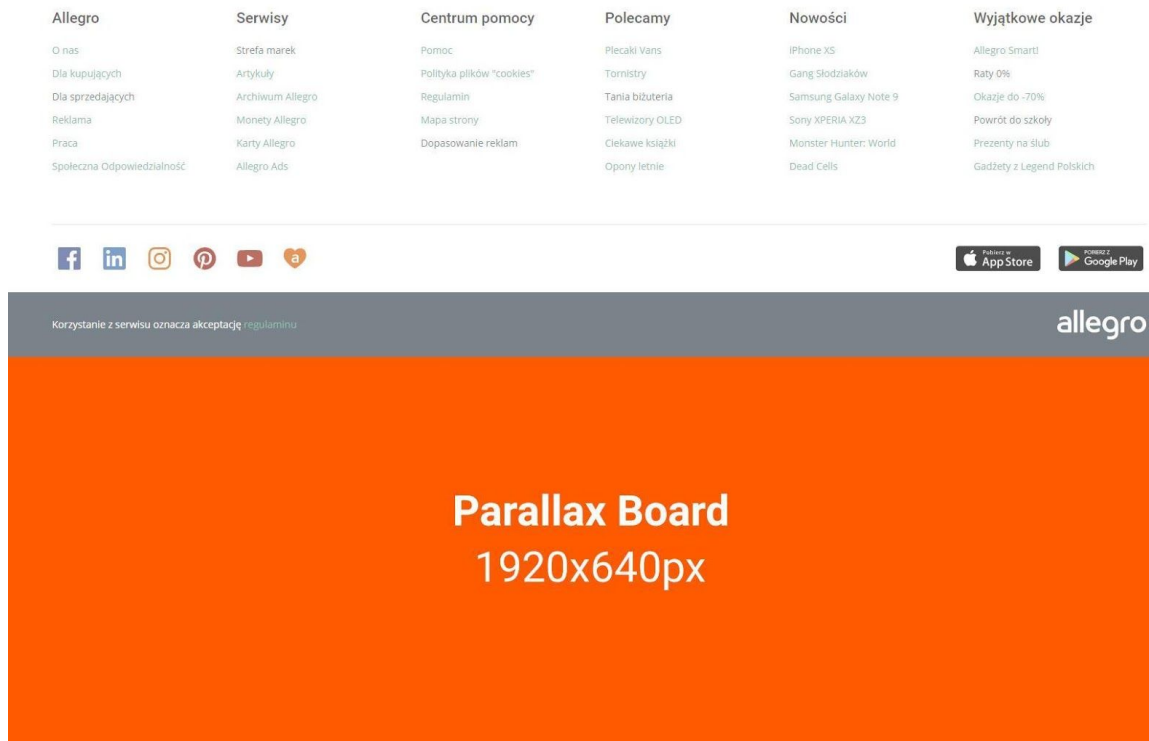 Allegro
O nas
Dla kupujących
Dla sprzedających
Reklama
Praca
Społeczna Odpowiedzialność
Serwisy
Strefa marek
Artykuły
Archiwum Allegro
Monety Allegro
Karty Allegro
Allegro Ads
Centrum pomocy
Pomoc
Polityka plików "cookies"
Regulamin
Mapa strony
Dopasowanie reklam
Polecamy
Plecaki Vans
Tornistry
Tania biżuteria
Telewizory OLED
Ciekawe książki
Opony letnie
Nowości
iPhone XS
Gang Słodziaków
Samsung Galaxy Note 9
Sony XPERIA XZ3
Monster Hunter: World
Dead Cells
Wyjątkowe okazje
Allegro Smart!
Raty 0%
Okazje do -70%
Powrót do szkoły
Prezenty na ślub
Gadżety z Legend Polskich
f
in
a
Pobierz w
App Store
POBIERZ Z
Google Play
Korzystanie z serwisu oznacza akceptację regulaminu
allegro
Parallax Board
1920x640px